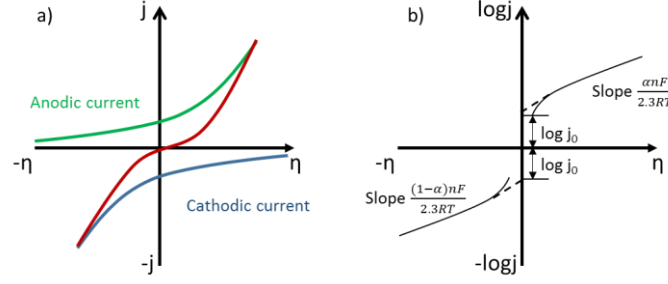 a)
j
Anodic current
-η
η
Cathodic current
-j
b)
logj
Slope αnF/2.3RT
log j₀
-η
η
log j₀
Slope (1−α)nF/2.3RT
-logj